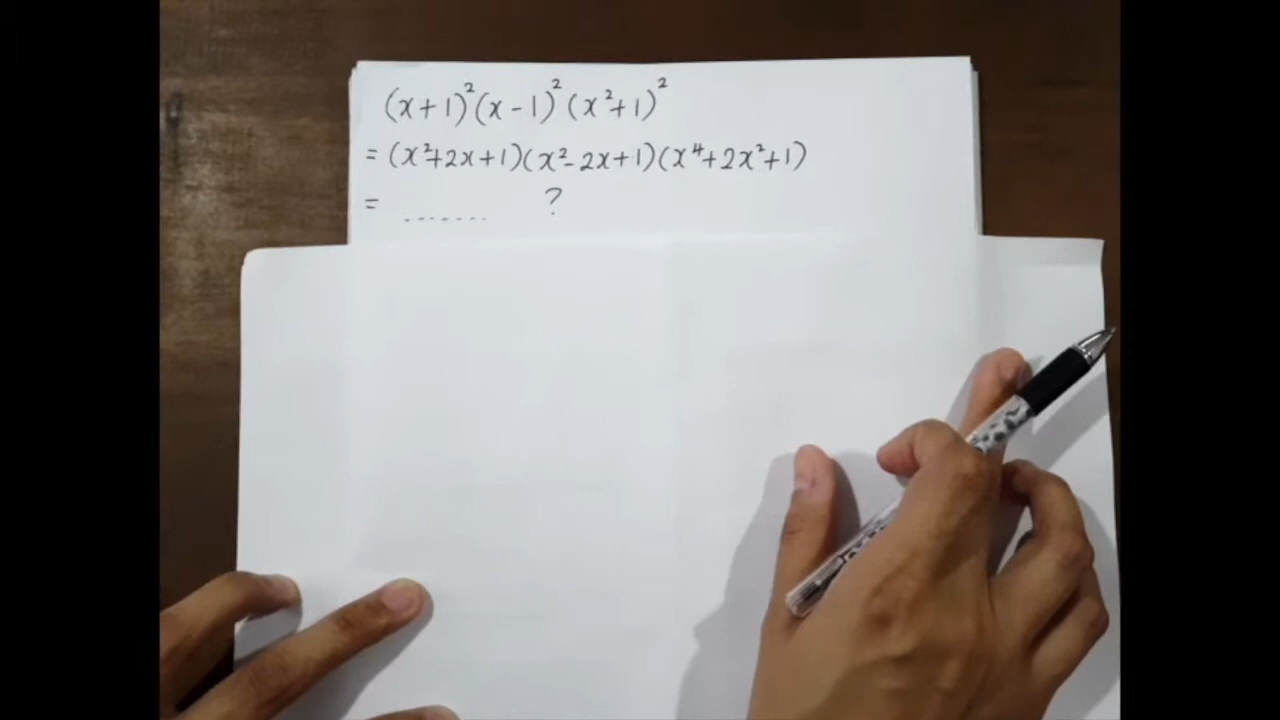 (x+1)²(x-1)²(x²+1)²
= (x²+2x+1)(x²-2x+1)(x⁴+2x²+1)
= ....... ?